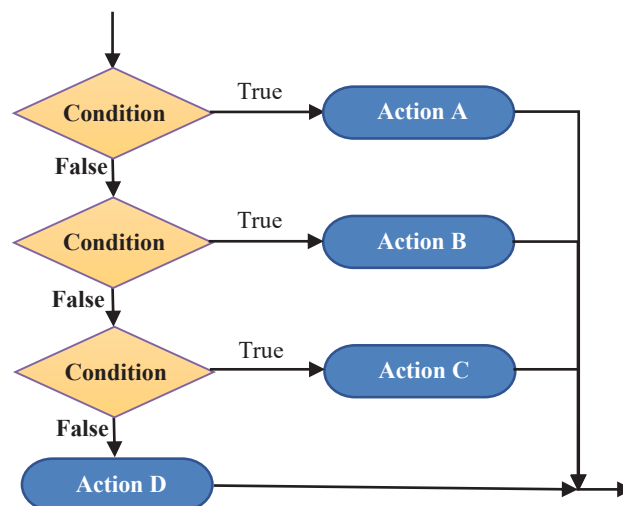 True
Condition
Action A
False
True
Condition
Action B
False
True
Condition
Action C
False
Action D